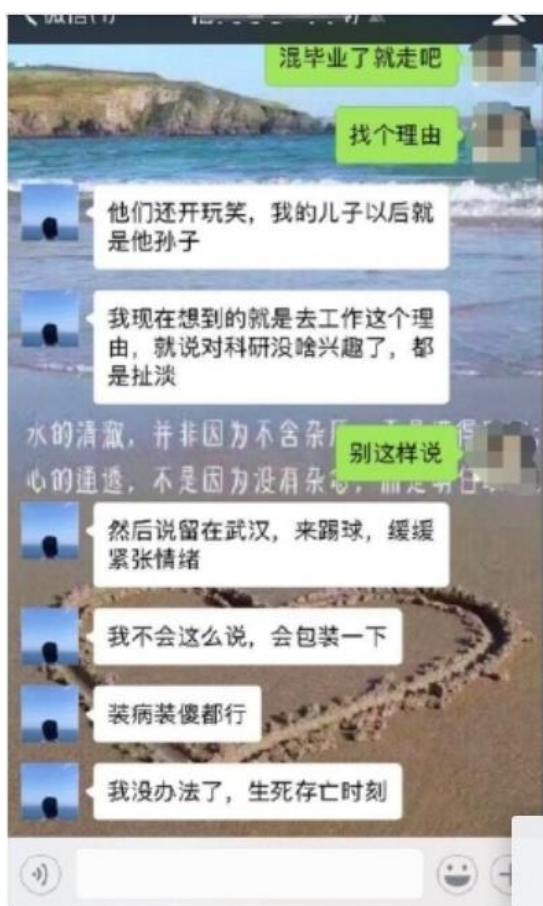 微信(1)
混毕业了就走吧
找个理由
他们还开玩笑，我的儿子以后就
是他孙子
我现在想到的就是去工作这个理
由，就说对科研没啥兴趣了，都
是扯淡
水的清澈，并非因为不含杂
别这样说
心的通透，不是因为没有杂
然后说留在武汉，来踢球，缓缓
紧张情绪
我不会这么说，会包装一下
装病装傻都行
我没办法了，生死存亡时刻